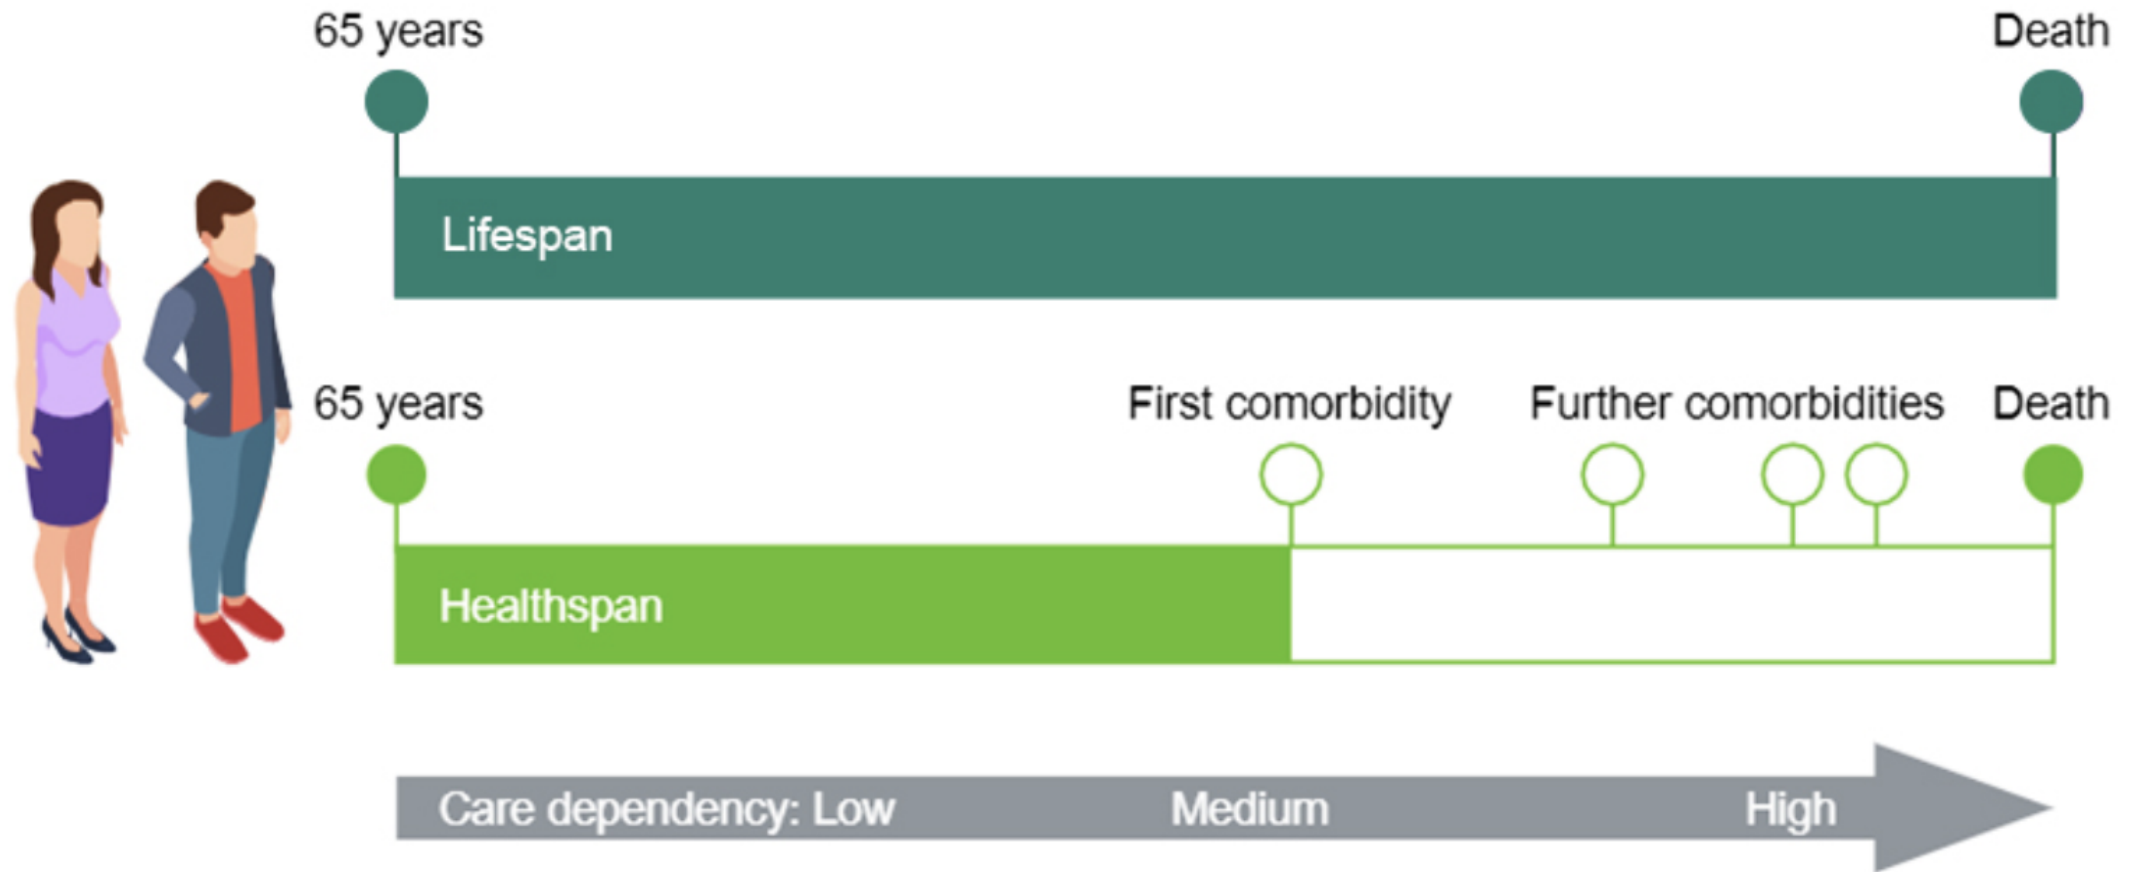 65 years
Death
Lifespan
65 years
First comorbidity
Further comorbidities
Death
Healthspan
Care dependency: Low
Medium
High